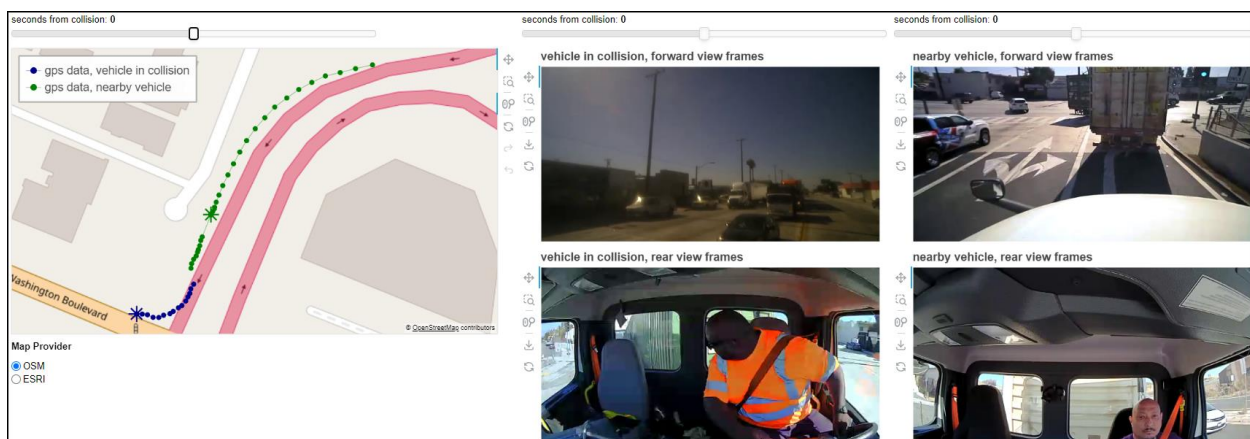 seconds from collision: 0
seconds from collision: 0
seconds from collision: 0
gps data, vehicle in collision
gps data, nearby vehicle
Washington Boulevard
© OpenStreetMap contributors
Map Provider
OSM
ESRI
vehicle in collision, forward view frames
vehicle in collision, rear view frames
nearby vehicle, forward view frames
nearby vehicle, rear view frames